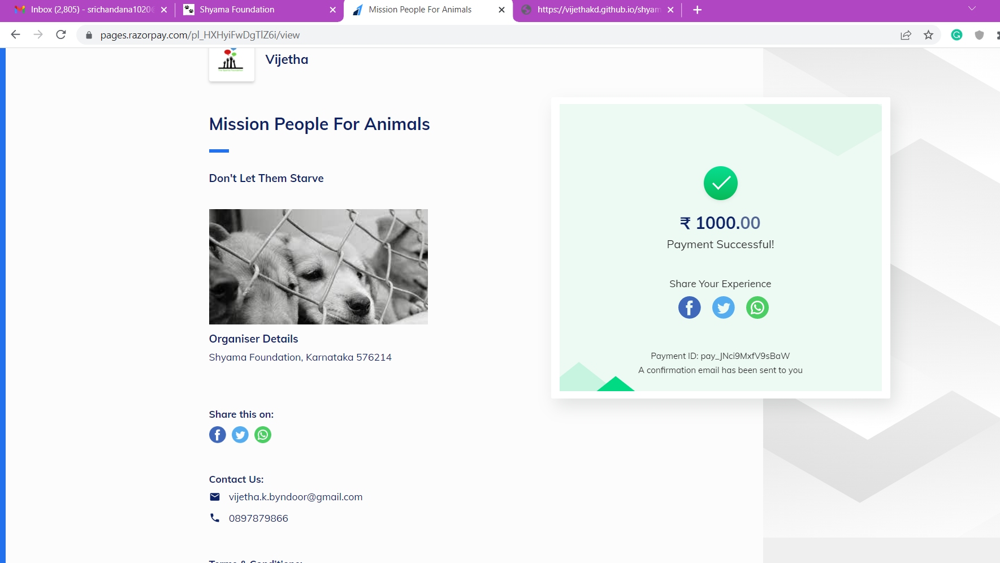 Inbox (2,805) - srichandana1020
Shyama Foundation
Mission People For Animals
https://vijethakd.github.io/shyam
pages.razorpay.com/pl_HXHyiFwDgTlZ6i/view
Vijetha
Mission People For Animals
Don't Let Them Starve
Organiser Details
Shyama Foundation, Karnataka 576214
Share this on:
Contact Us:
vijetha.k.byndoor@gmail.com
0897879866
Terms & Conditions:
₹ 1000.00
Payment Successful!
Share Your Experience
Payment ID: pay_JNci9MxfV9sBaW
A confirmation email has been sent to you